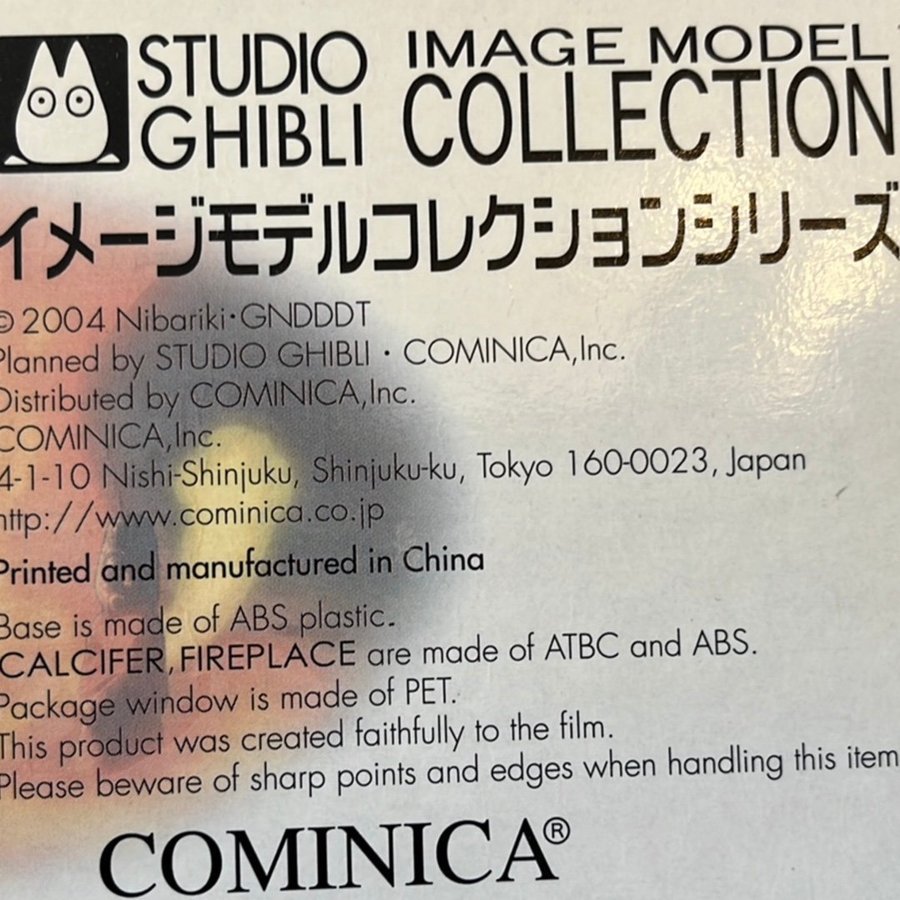 STUDIO GHIBLI
IMAGE MODEL COLLECTION
イメージモデルコレクションシリーズ
© 2004 Nibariki・GNDDDT
Planned by STUDIO GHIBLI・COMINICA,Inc.
Distributed by COMINICA,Inc.
COMINICA,Inc.
4-1-10 Nishi-Shinjuku, Shinjuku-ku, Tokyo 160-0023, Japan
http://www.cominica.co.jp
Printed and manufactured in China
Base is made of ABS plastic.
CALCIFER,FIREPLACE are made of ATBC and ABS.
Package window is made of PET.
This product was created faithfully to the film.
Please beware of sharp points and edges when handling this item
COMINICA®